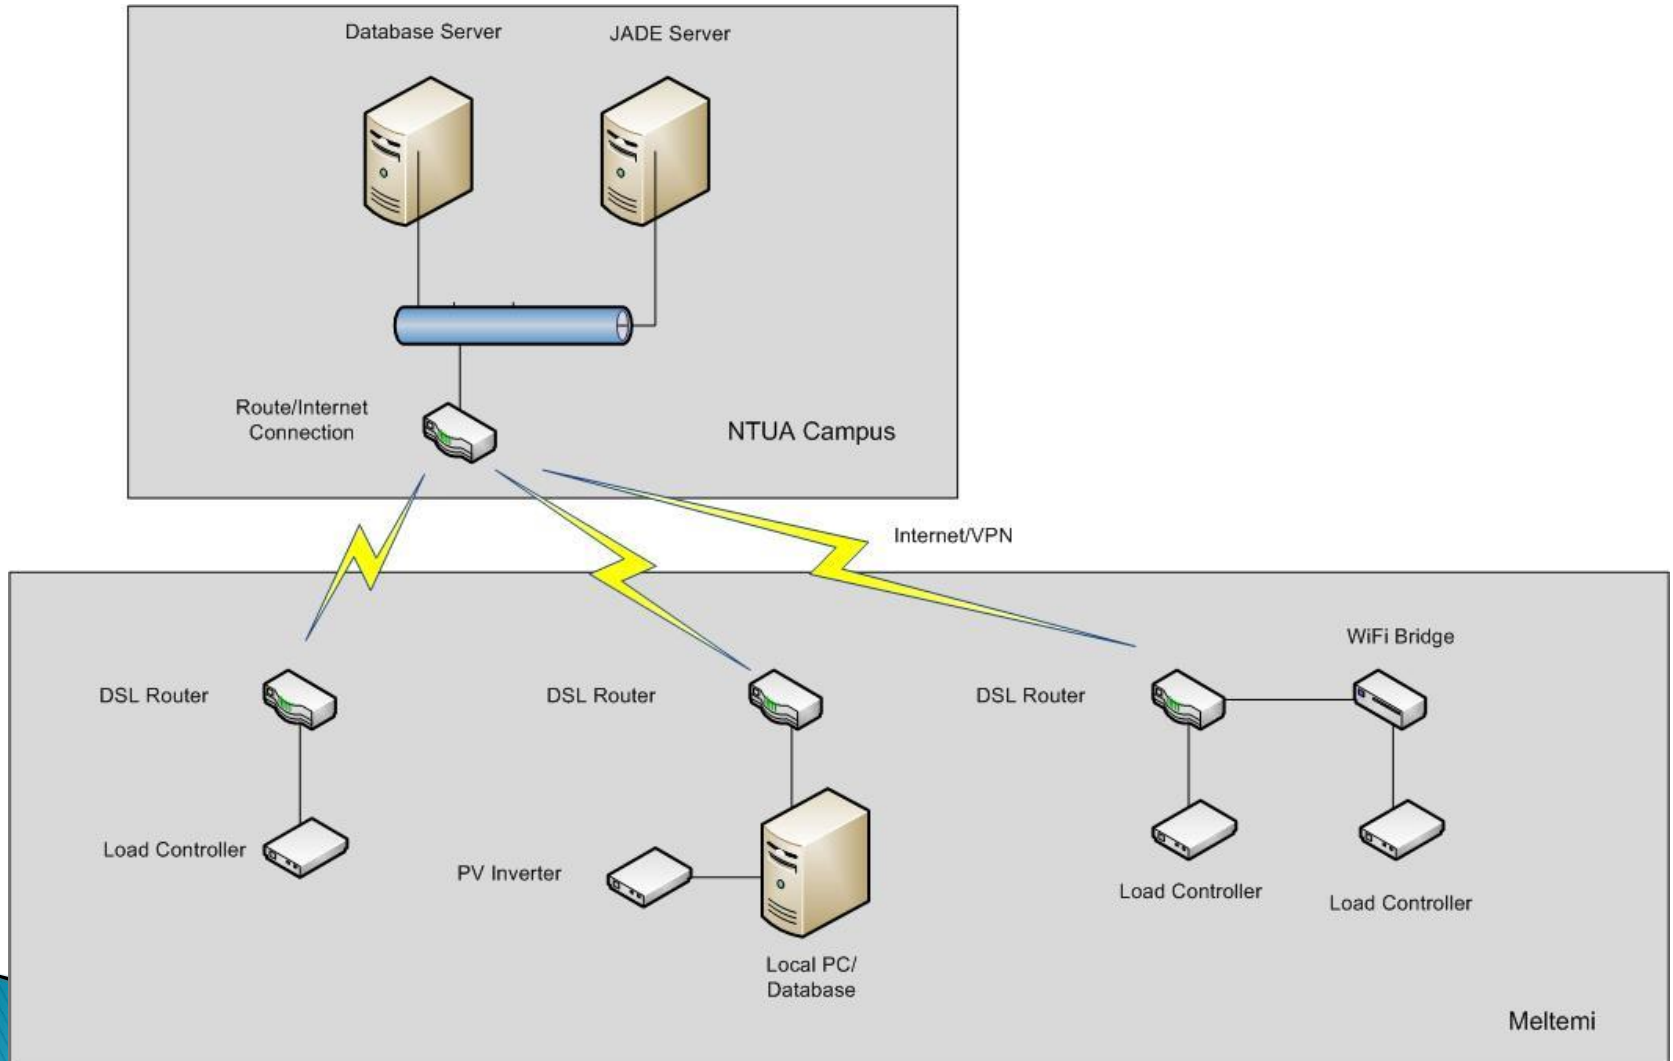 Database Server
JADE Server
Route/Internet
Connection
NTUA Campus
Internet/VPN
WiFi Bridge
DSL Router
DSL Router
DSL Router
Load Controller
PV Inverter
Load Controller
Load Controller
Local PC/
Database
Meltemi